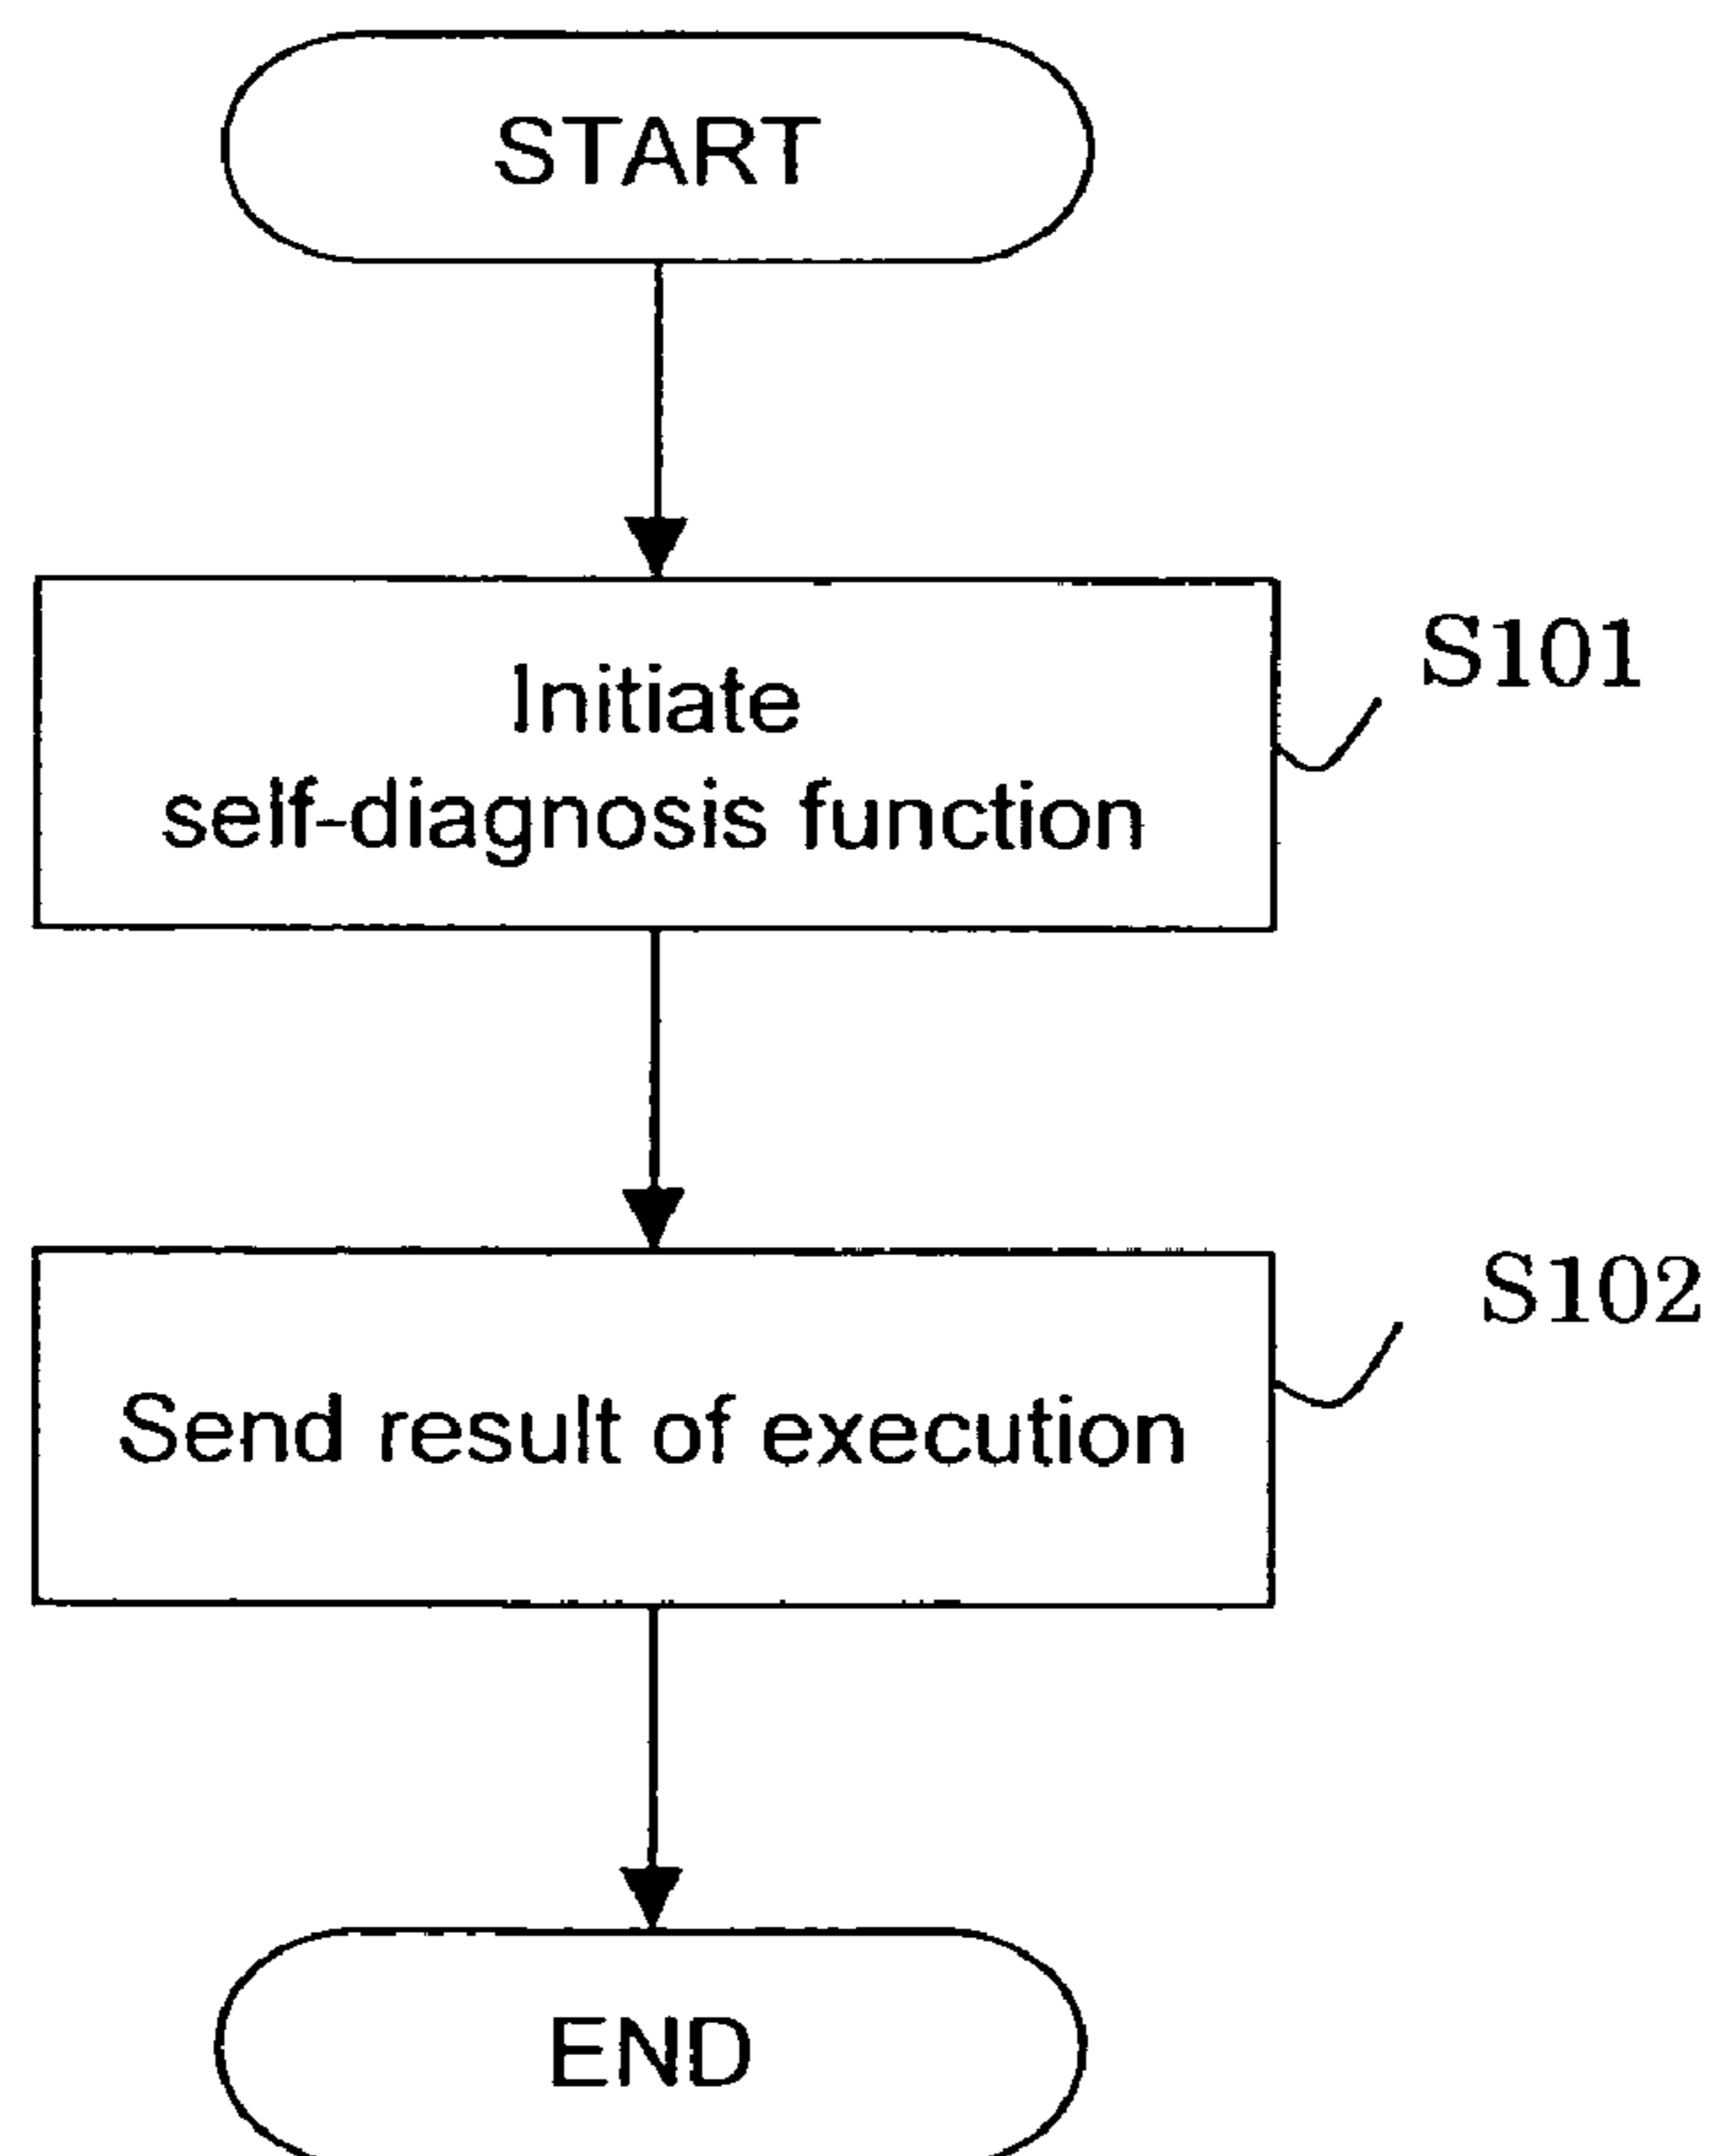 START
Initiate
self-diagnosis function
S101
Send result of execution
S102
END